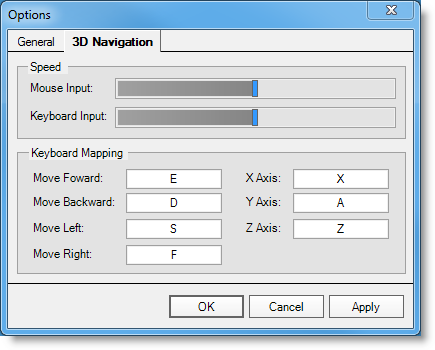 Options
General 3D Navigation
Speed
Mouse Input:
Keyboard Input:
Keyboard Mapping
Move Foward: E X Axis: X
Move Backward: D Y Axis: A
Move Left: S Z Axis: Z
Move Right: F
OK Cancel Apply